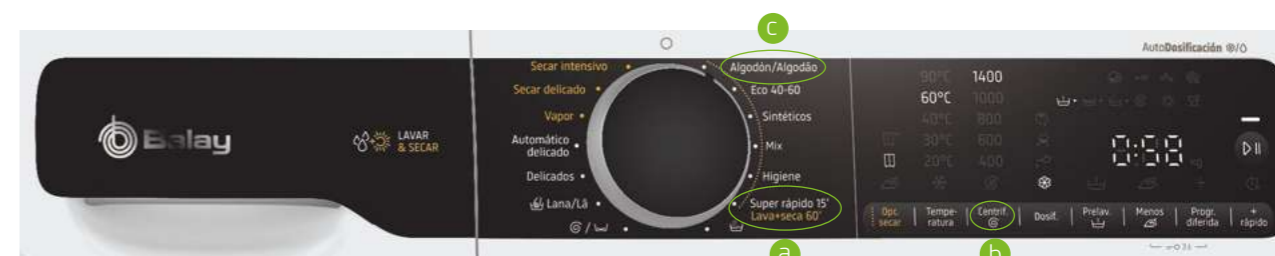 c
AutoDosificación
Secar intensivo
Secar delicado
Vapor
Automático
delicado
Delicados
Lana/Lã
Algodón/Algodão
Eco 40-60
Sintéticos
Mix
Higiene
Super rápido 15'
Lava+seca 60'
Balay
LAVAR
& SECAR
90°C 1400
60°C 1000
40°C 800
30°C 600
20°C 400
0:58
Opc.
secar
Tempe-
ratura
Centrif.
Dosif.
Prelav.
Menos
Progr.
diferida
+
rápido
a
b